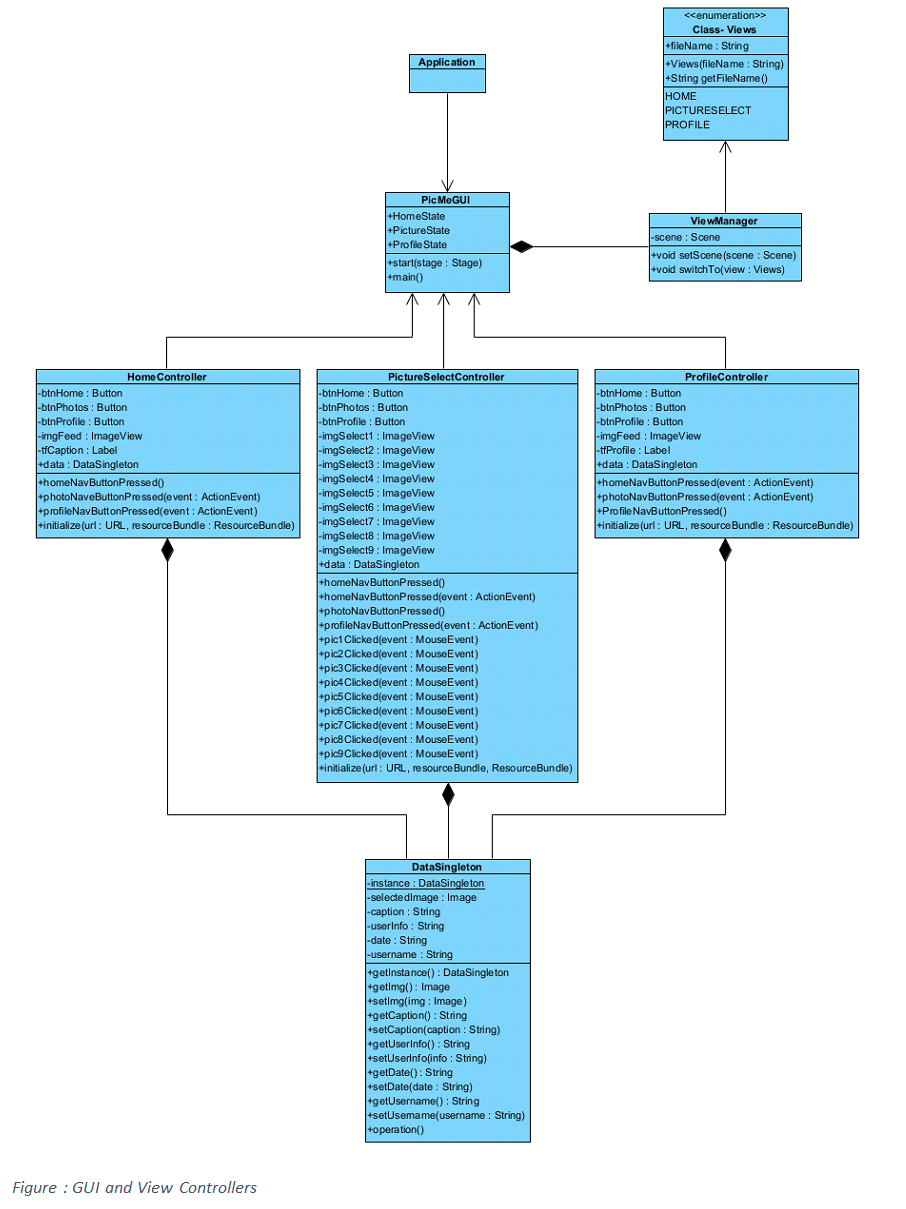 <<enumeration>>
Class- Views
+fileName : String
+Views(fileName : String)
+String getFileName()
HOME
PICTURESELECT
PROFILE
Application
PicMeGUI
+HomeState
+PictureState
+ProfileState
+start(stage : Stage)
+main()
ViewManager
-scene : Scene
+void setScene(scene : Scene)
+void switchTo(view : Views)
HomeController
-btnHome : Button
-btnPhotos : Button
-btnProfile : Button
-imgFeed : ImageView
-tfCaption : Label
+data : DataSingleton
+homeNavButtonPressed()
+photoNaveButtonPressed(event : ActionEvent)
+profileNavButtonPressed(event : ActionEvent)
+initialize(url : URL, resourceBundle : ResourceBundle)
PictureSelectController
-btnHome : Button
-btnPhotos : Button
-btnProfile : Button
-imgSelect1 : ImageView
-imgSelect2 : ImageView
-imgSelect3 : ImageView
-imgSelect4 : ImageView
-imgSelect5 : ImageView
-imgSelect6 : ImageView
-imgSelect7 : ImageView
-imgSelect8 : ImageView
-imgSelect9 : ImageView
+data : DataSingleton
+homeNavButtonPressed()
+homeNavButtonPressed(event : ActionEvent)
+photoNavButtonPressed()
+profileNavButtonPressed(event : ActionEvent)
+pic1Clicked(event : MouseEvent)
+pic2Clicked(event : MouseEvent)
+pic3Clicked(event : MouseEvent)
+pic4Clicked(event : MouseEvent)
+pic5Clicked(event : MouseEvent)
+pic6Clicked(event : MouseEvent)
+pic7Clicked(event : MouseEvent)
+pic8Clicked(event : MouseEvent)
+pic9Clicked(event : MouseEvent)
+initialize(url : URL, resourceBundle, ResourceBundle)
ProfileController
-btnHome : Button
-btnPhotos : Button
-btnProfile : Button
-imgFeed : ImageView
-tfProfile : Label
+data : DataSingleton
+homeNavButtonPressed(event : ActionEvent)
+photoNavButtonPressed(event : ActionEvent)
+ProfileNavButtonPressed()
+initialize(url : URL, resourceBundle : ResourceBundle)
DataSingleton
-instance : DataSingleton
-selectedImage : Image
-caption : String
-userInfo : String
-date : String
-username : String
+getInstance() : DataSingleton
+getImg() : Image
+setImg(img : Image)
+getCaption() : String
+setCaption(caption : String)
+getUserInfo() : String
+setUserInfo(info : String)
+getDate() : String
+setDate(date : String)
+getUsername() : String
+setUsername(username : String)
+operation()
Figure : GUI and View Controllers